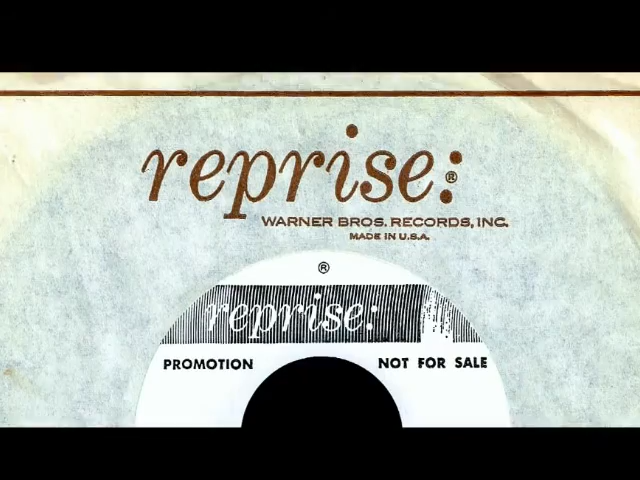 reprise:®
WARNER BROS. RECORDS, INC.
MADE IN U.S.A.
®
reprise:
PROMOTION NOT FOR SALE